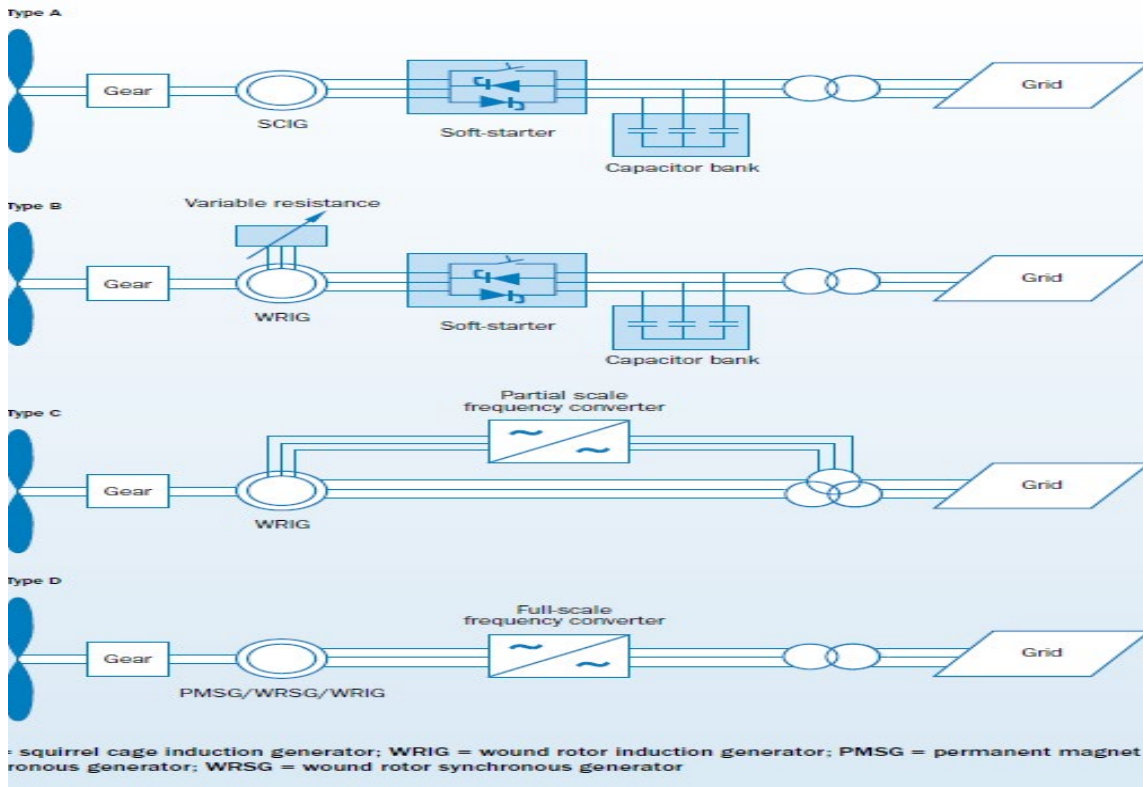 Type A
Gear
SCIG
Soft-starter
Capacitor bank
Grid
Type B
Variable resistance
Gear
WRIG
Soft-starter
Capacitor bank
Grid
Type C
Partial scale
frequency converter
Gear
WRIG
Grid
Type D
Full-scale
frequency converter
Gear
PMSG/WRSG/WRIG
Grid
= squirrel cage induction generator; WRIG = wound rotor induction generator; PMSG = permanent magnet
ronous generator; WRSG = wound rotor synchronous generator